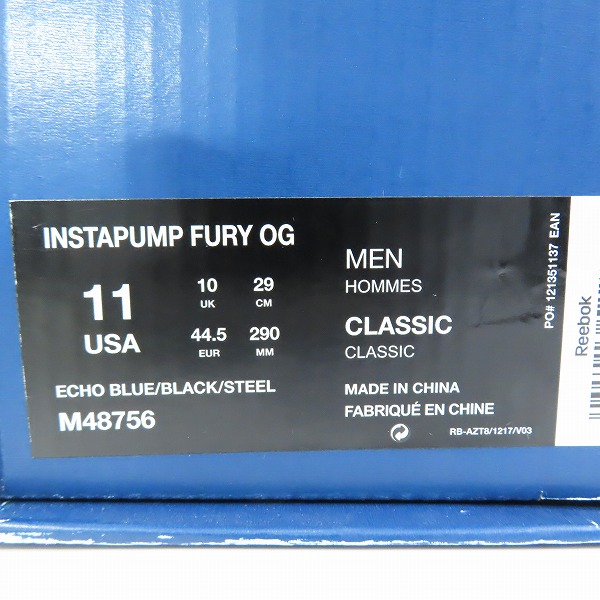 INSTAPUMP FURY OG
11
USA
10
UK
29
CM
44.5
EUR
290
MM
ECHO BLUE/BLACK/STEEL
M48756
MEN
HOMMES
CLASSIC
CLASSIC
MADE IN CHINA
FABRIQUÉ EN CHINE
RB-AZT8/1217/V03
PO# 121351137 EAN
Reebok